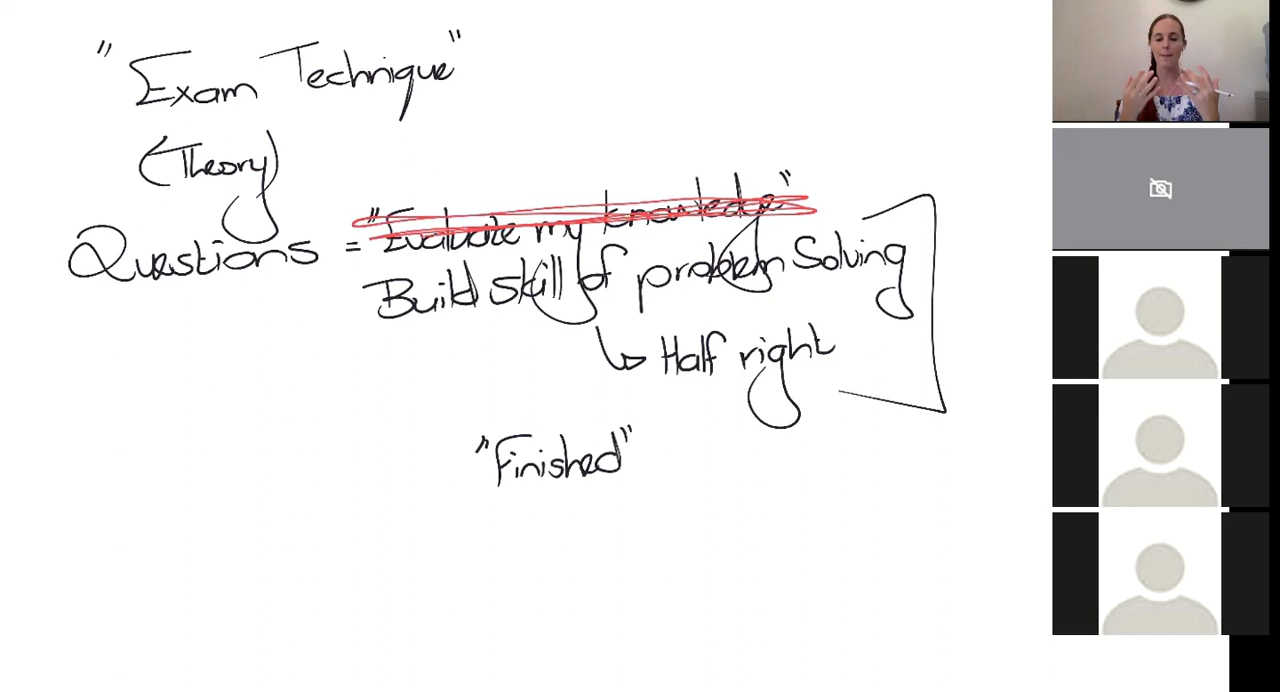 "Exam Technique"
(Theory)
Questions = "Evaluate my knowledge"
Build skill of problem Solving
↳ Half right
"Finished"